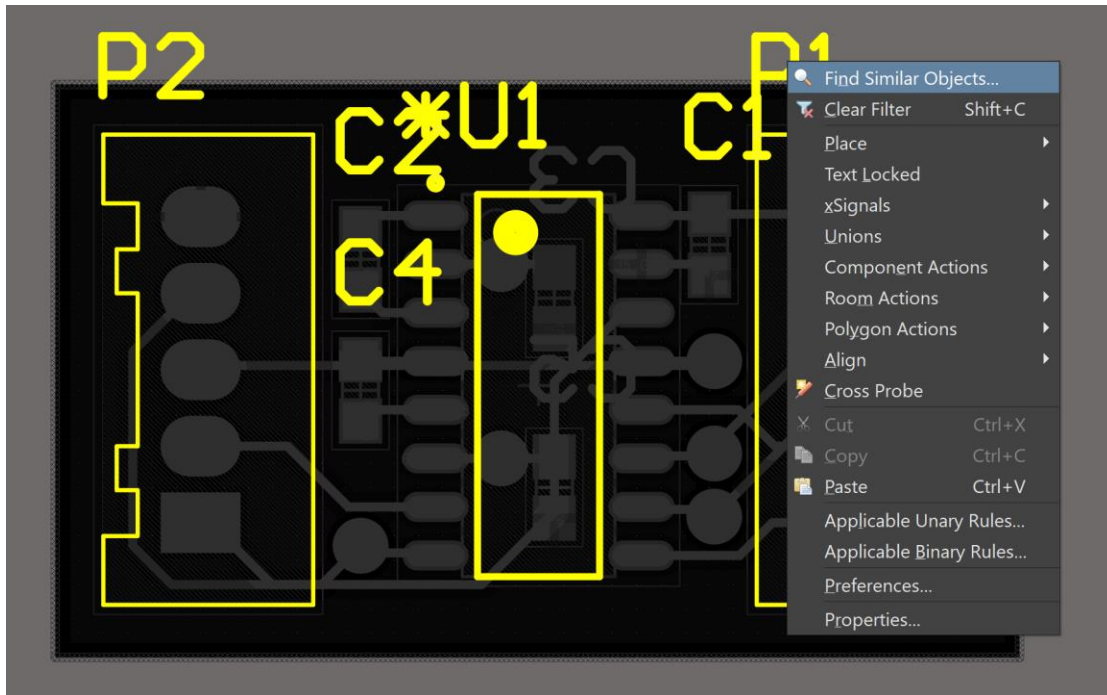 P2
P1
*U1
C2
C1
C3
C4
C5
Find Similar Objects...
Clear Filter Shift+C
Place
Text Locked
xSignals
Unions
Component Actions
Room Actions
Polygon Actions
Align
Cross Probe
Cut Ctrl+X
Copy Ctrl+C
Paste Ctrl+V
Applicable Unary Rules...
Applicable Binary Rules...
Preferences...
Properties...